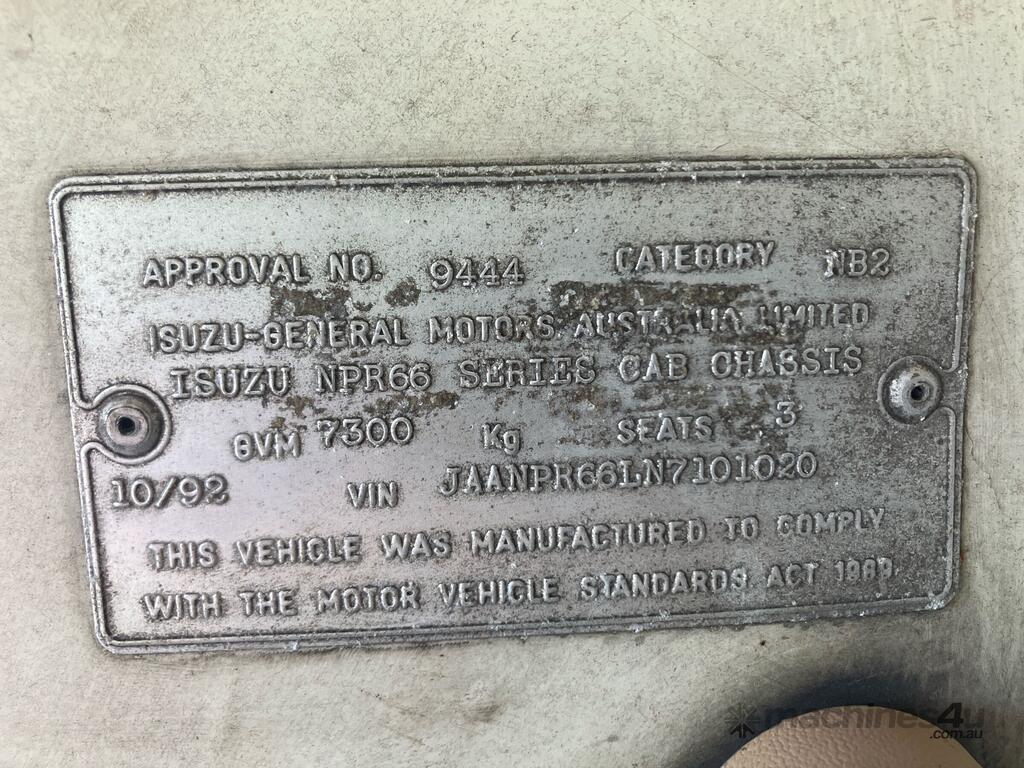 APPROVAL NO. 9444 CATEGORY NB2
ISUZU-GENERAL MOTORS AUSTRALIA LIMITED
ISUZU NPR66 SERIES CAB CHASSIS
GVM 7300 Kg SEATS 3
10/92 VIN JAANPR66LN7101020
THIS VEHICLE WAS MANUFACTURED TO COMPLY
WITH THE MOTOR VEHICLE STANDARDS ACT 1989.
machines4u
.com.au